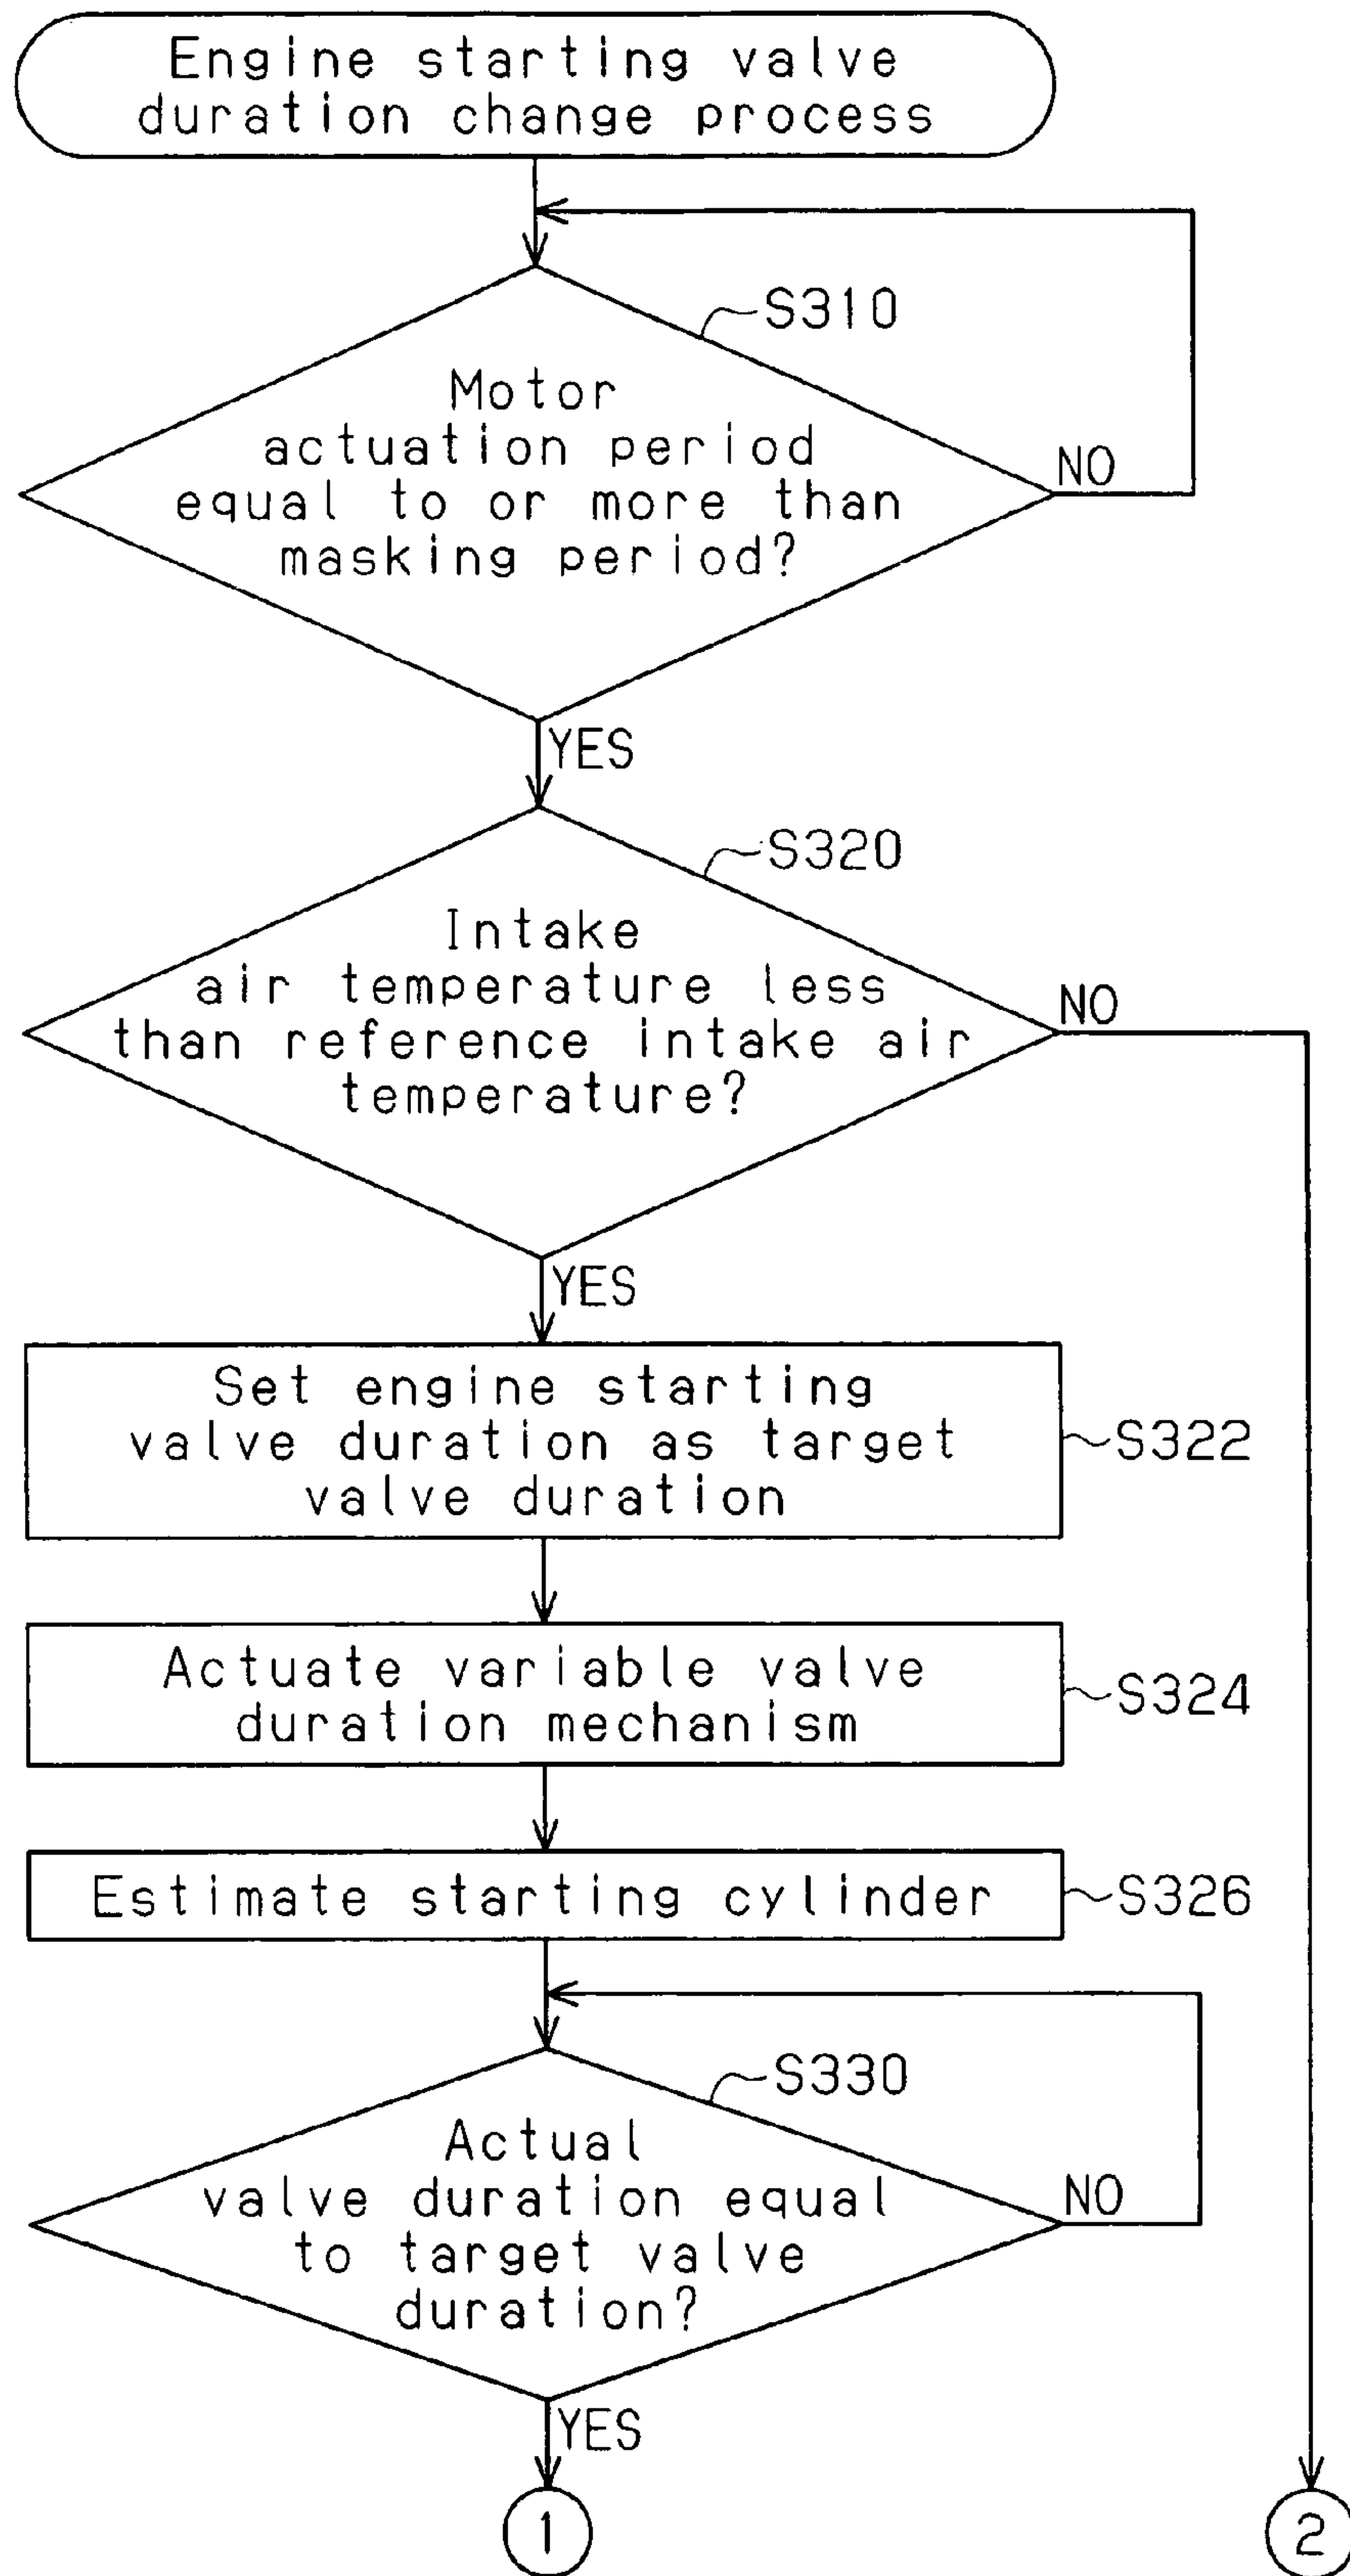 Engine starting valve
duration change process
S310
Motor
actuation period
equal to or more than
masking period?
NO
YES
S320
Intake
air temperature less
than reference intake air
temperature?
NO
YES
Set engine starting
valve duration as target
valve duration
S322
Actuate variable valve
duration mechanism
S324
Estimate starting cylinder
S326
S330
Actual
valve duration equal
to target valve
duration?
NO
YES
1
2